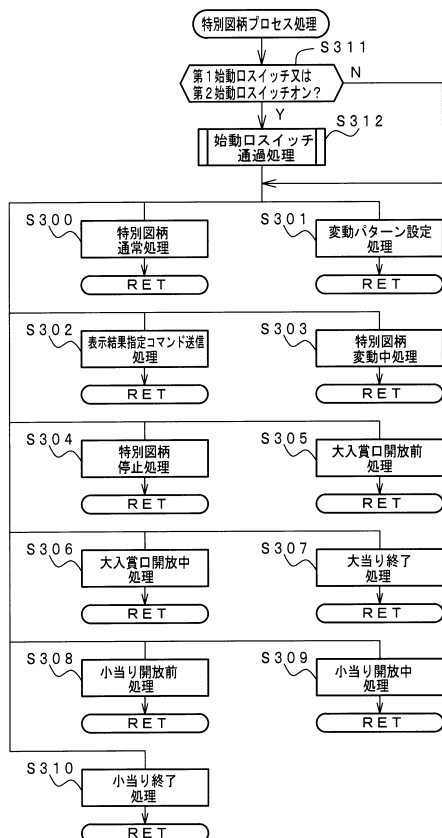 特別図柄プロセス処理
S311
第1始動口スイッチ又は
第2始動口スイッチオン?
N
Y
S312
始動口スイッチ
通過処理
S300
特別図柄
通常処理
RET
S301
変動パターン設定
処理
RET
S302
表示結果指定コマンド送信
処理
RET
S303
特別図柄
変動中処理
RET
S304
特別図柄
停止処理
RET
S305
大入賞口開放前
処理
RET
S306
大入賞口開放中
処理
RET
S307
大当り終了
処理
RET
S308
小当り開放前
処理
RET
S309
小当り開放中
処理
RET
S310
小当り終了
処理
RET